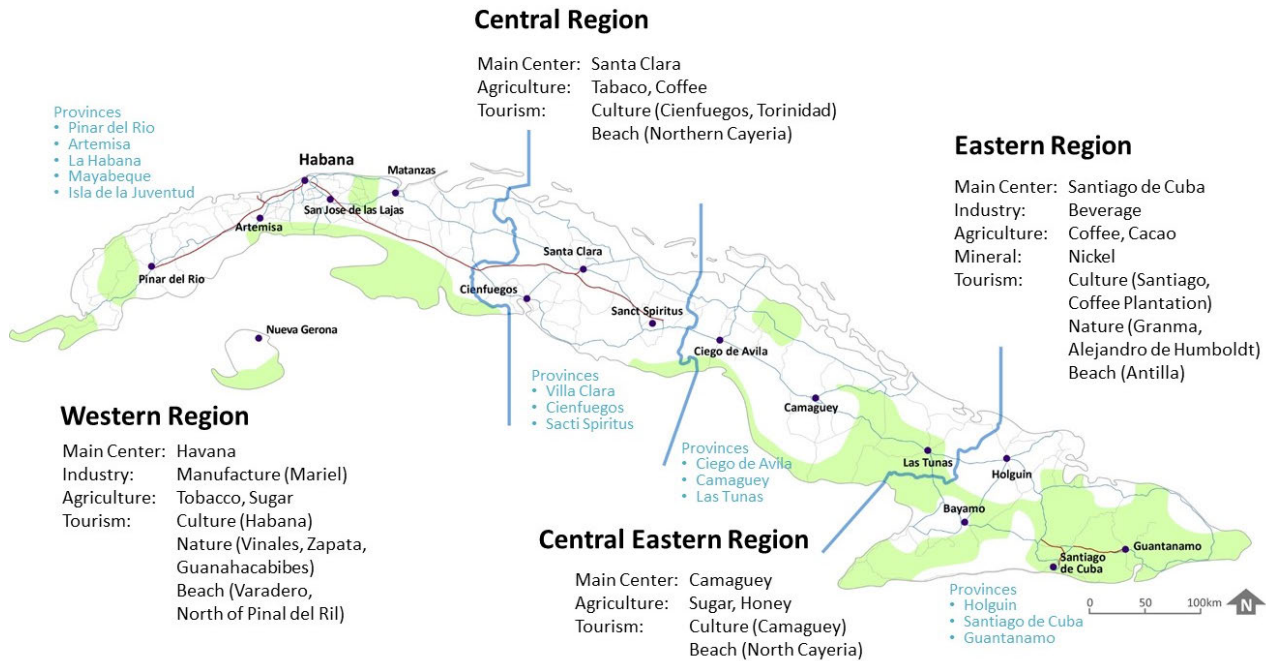 Central Region
Main Center: Santa Clara
Agriculture: Tabaco, Coffee
Tourism: Culture (Cienfuegos, Torinidad)
Beach (Northern Cayeria)
Provinces
• Pinar del Rio
• Artemisa
• La Habana
• Mayabeque
• Isla de la Juventud
Eastern Region
Main Center: Santiago de Cuba
Industry: Beverage
Agriculture: Coffee, Cacao
Mineral: Nickel
Tourism: Culture (Santiago,
Coffee Plantation)
Nature (Granma,
Alejandro de Humboldt)
Beach (Antilla)
Habana
Matanzas
San Jose de las Lajas
Artemisa
Pinar del Rio
Nueva Gerona
Santa Clara
Cienfuegos
Sanct Spiritus
Ciego de Avila
Camaguey
Las Tunas
Holguin
Bayamo
Guantanamo
Santiago
de Cuba
Provinces
• Villa Clara
• Cienfuegos
• Sacti Spiritus
Western Region
Main Center: Havana
Industry: Manufacture (Mariel)
Agriculture: Tobacco, Sugar
Tourism: Culture (Habana)
Nature (Vinales, Zapata,
Guanahacabibes)
Beach (Varadero,
North of Pinal del Ril)
Provinces
• Ciego de Avila
• Camaguey
• Las Tunas
Central Eastern Region
Main Center: Camaguey
Agriculture: Sugar, Honey
Tourism: Culture (Camaguey)
Beach (North Cayeria)
Provinces
• Holguin
• Santiago de Cuba
• Guantanamo
0 50 100km
N